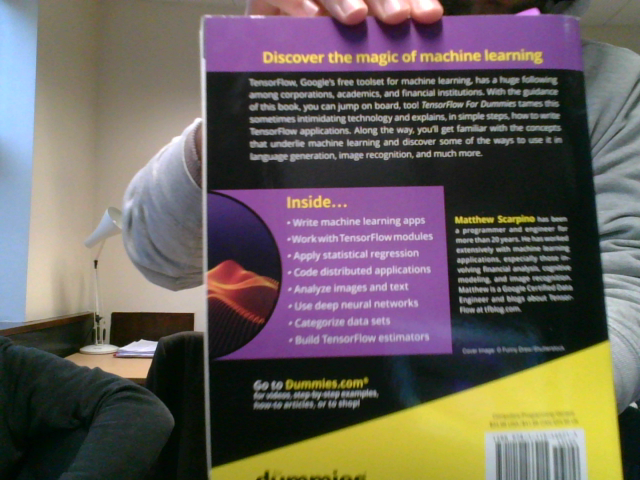 Discover the magic of machine learning
TensorFlow, Google's free toolset for machine learning, has a huge following
among corporations, academics, and financial institutions. With the guidance
of this book, you can jump on board, too! TensorFlow For Dummies tames this
sometimes intimidating technology and explains, in simple steps, how to write
TensorFlow applications. Along the way, you'll get familiar with the concepts
that underlie machine learning and discover some of the ways to use it in
language generation, image recognition, and much more.
Inside...
• Write machine learning apps
• Work with TensorFlow modules
• Apply statistical regression
• Code distributed applications
• Analyze images and text
• Use deep neural networks
• Categorize data sets
• Build TensorFlow estimators
Matthew Scarpino has been
a programmer and engineer for
more than 20 years. He has worked
extensively with machine learning
applications, especially those in-
volving financial analysis, cognitive
modeling, and image recognition.
Matthew is a Google Certified Data
Engineer and blogs about Tensor-
Flow at tfblog.com.
Cover Image: © Funny Drew/Shutterstock
Go to Dummies.com®
for videos, step-by-step examples,
how-to articles, or to shop!
dummies